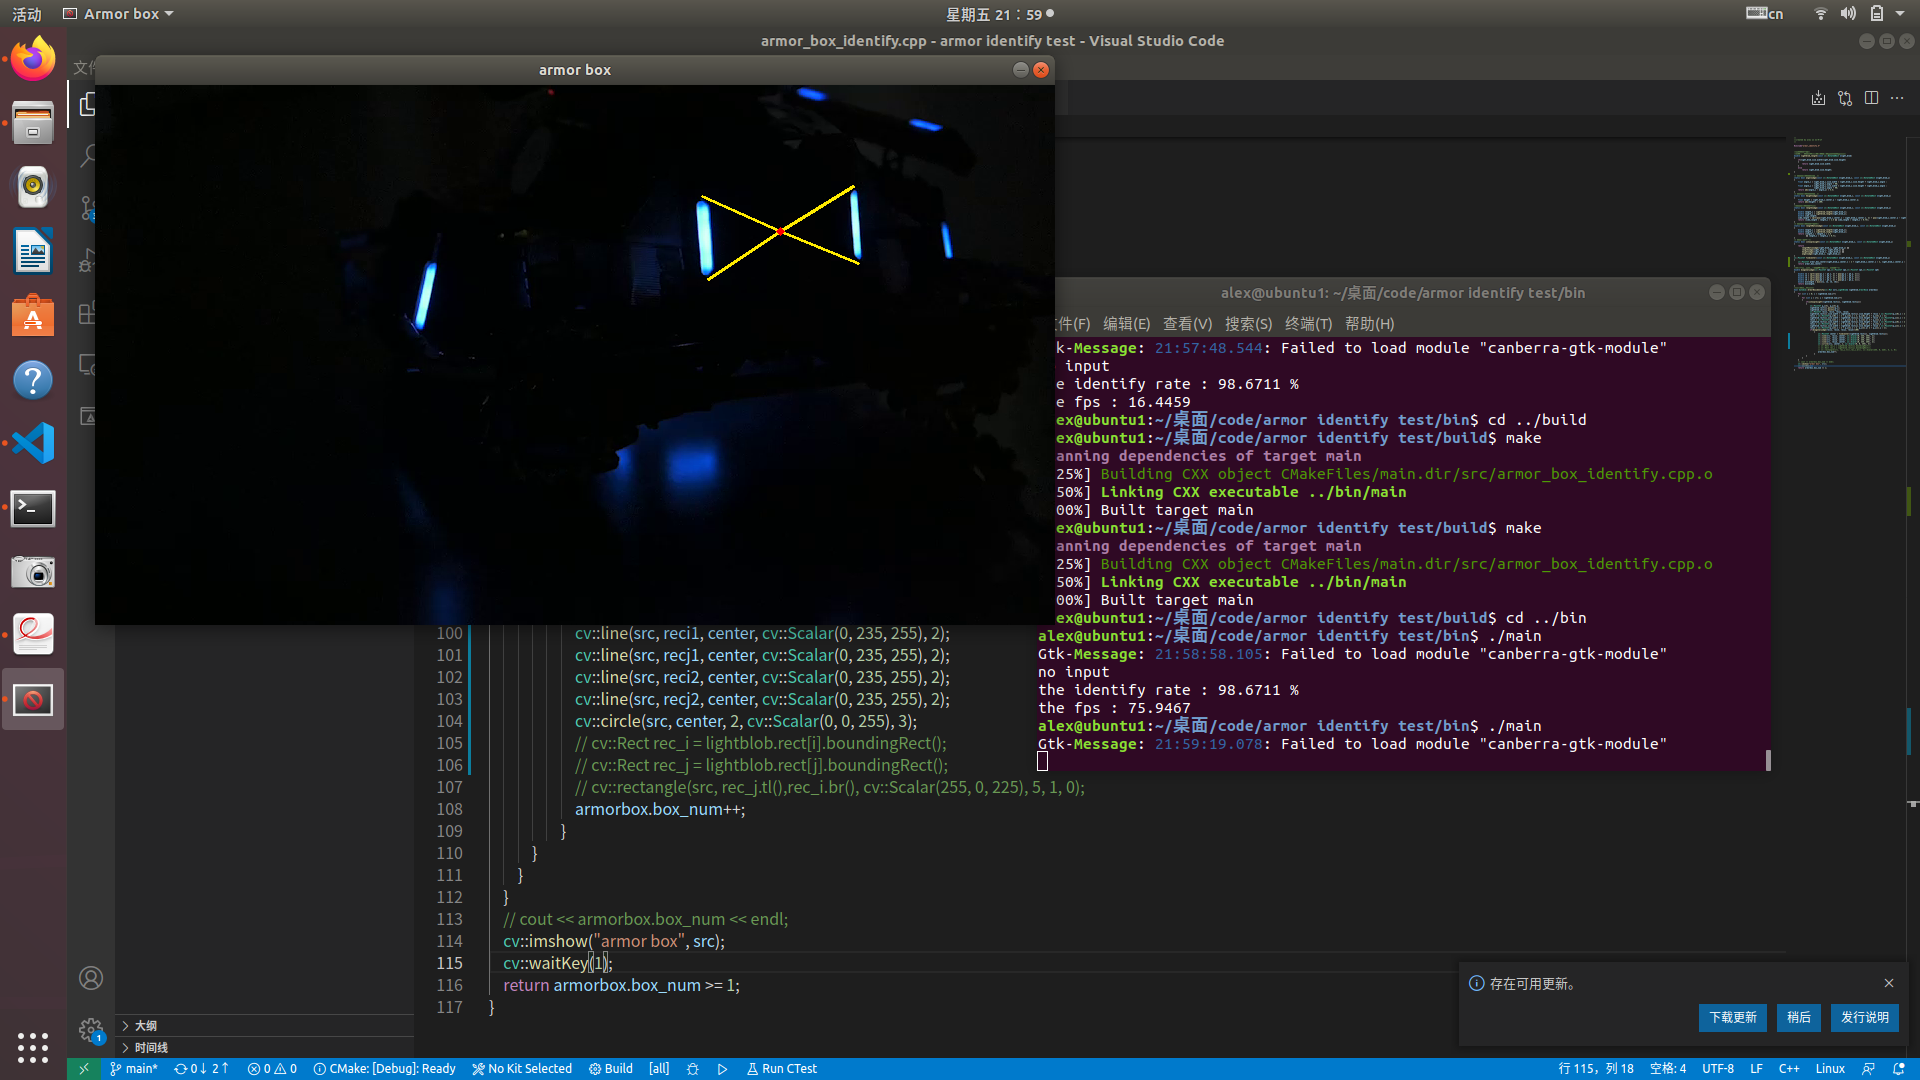 活动
Armor box
星期五 21：59
cn
armor_box_identify.cpp - armor identify test - Visual Studio Code
armor box
alex@ubuntu1: ~/桌面/code/armor identify test/bin
件(F) 编辑(E) 查看(V) 搜索(S) 终端(T) 帮助(H)
k-Message: 21:57:48.544: Failed to load module "canberra-gtk-module"
input
e identify rate : 98.6711 %
e fps : 16.4459
ex@ubuntu1:~/桌面/code/armor identify test/bin$ cd ../build
ex@ubuntu1:~/桌面/code/armor identify test/build$ make
anning dependencies of target main
25%] Building CXX object CMakeFiles/main.dir/src/armor_box_identify.cpp.o
50%] Linking CXX executable ../bin/main
00%] Built target main
ex@ubuntu1:~/桌面/code/armor identify test/build$ make
anning dependencies of target main
25%] Building CXX object CMakeFiles/main.dir/src/armor_box_identify.cpp.o
50%] Linking CXX executable ../bin/main
00%] Built target main
ex@ubuntu1:~/桌面/code/armor identify test/build$ cd ../bin
alex@ubuntu1:~/桌面/code/armor identify test/bin$ ./main
Gtk-Message: 21:58:58.105: Failed to load module "canberra-gtk-module"
no input
the identify rate : 98.6711 %
the fps : 75.9467
alex@ubuntu1:~/桌面/code/armor identify test/bin$ ./main
Gtk-Message: 21:59:19.078: Failed to load module "canberra-gtk-module"
100 cv::line(src, reci1, center, cv::Scalar(0, 235, 255), 2);
101 cv::line(src, recj1, center, cv::Scalar(0, 235, 255), 2);
102 cv::line(src, reci2, center, cv::Scalar(0, 235, 255), 2);
103 cv::line(src, recj2, center, cv::Scalar(0, 235, 255), 2);
104 cv::circle(src, center, 2, cv::Scalar(0, 0, 255), 3);
105 // cv::Rect rec_i = lightblob.rect[i].boundingRect();
106 // cv::Rect rec_j = lightblob.rect[j].boundingRect();
107 // cv::rectangle(src, rec_j.tl(),rec_i.br(), cv::Scalar(255, 0, 225), 5, 1, 0);
108 armorbox.box_num++;
109 }
110 }
111 }
112 }
113 // cout << armorbox.box_num << endl;
114 cv::imshow("armor box", src);
115 cv::waitKey(1);
116 return armorbox.box_num >= 1;
117 }
存在可用更新。
下载更新 稍后 发行说明
大纲
时间线
main* 0↓ 2↑ 0 0 CMake: [Debug]: Ready No Kit Selected Build [all] Run CTest
行 115，列 18 空格: 4 UTF-8 LF C++ Linux